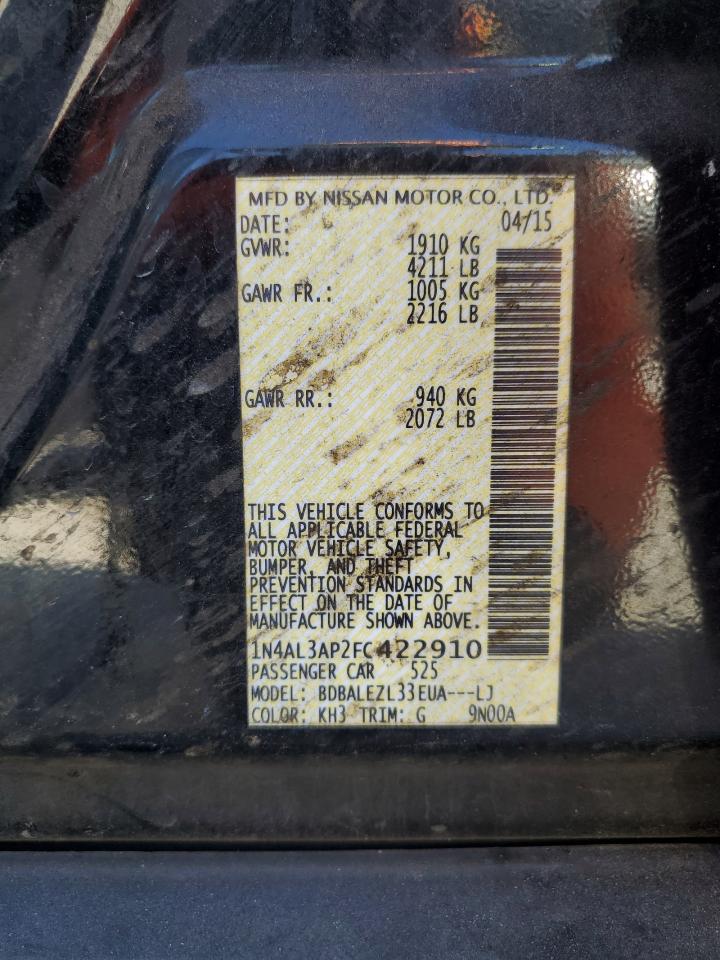 MFD BY NISSAN MOTOR CO., LTD.
DATE: 04/15
GVWR: 1910 KG
4211 LB
GAWR FR.: 1005 KG
2216 LB
GAWR RR.: 940 KG
2072 LB
THIS VEHICLE CONFORMS TO
ALL APPLICABLE FEDERAL
MOTOR VEHICLE SAFETY,
BUMPER, AND THEFT
PREVENTION STANDARDS IN
EFFECT ON THE DATE OF
MANUFACTURE SHOWN ABOVE.
1N4AL3AP2FC422910
PASSENGER CAR 525
MODEL: BDBALEZL33EUA---LJ
COLOR: KH3 TRIM: G 9N00A